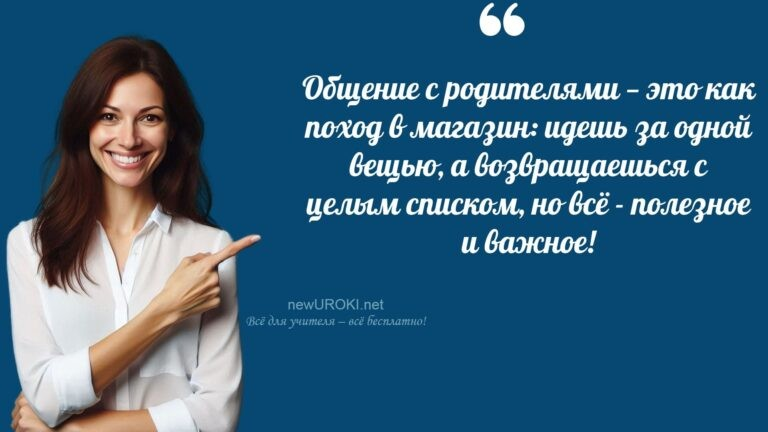 ❝
Общение с родителями – это как
поход в магазин: идешь за одной
вещью, а возвращаешься с
целым списком, но всё - полезное
и важное!
newUROKI.net
Всё для учителя – всё бесплатно!